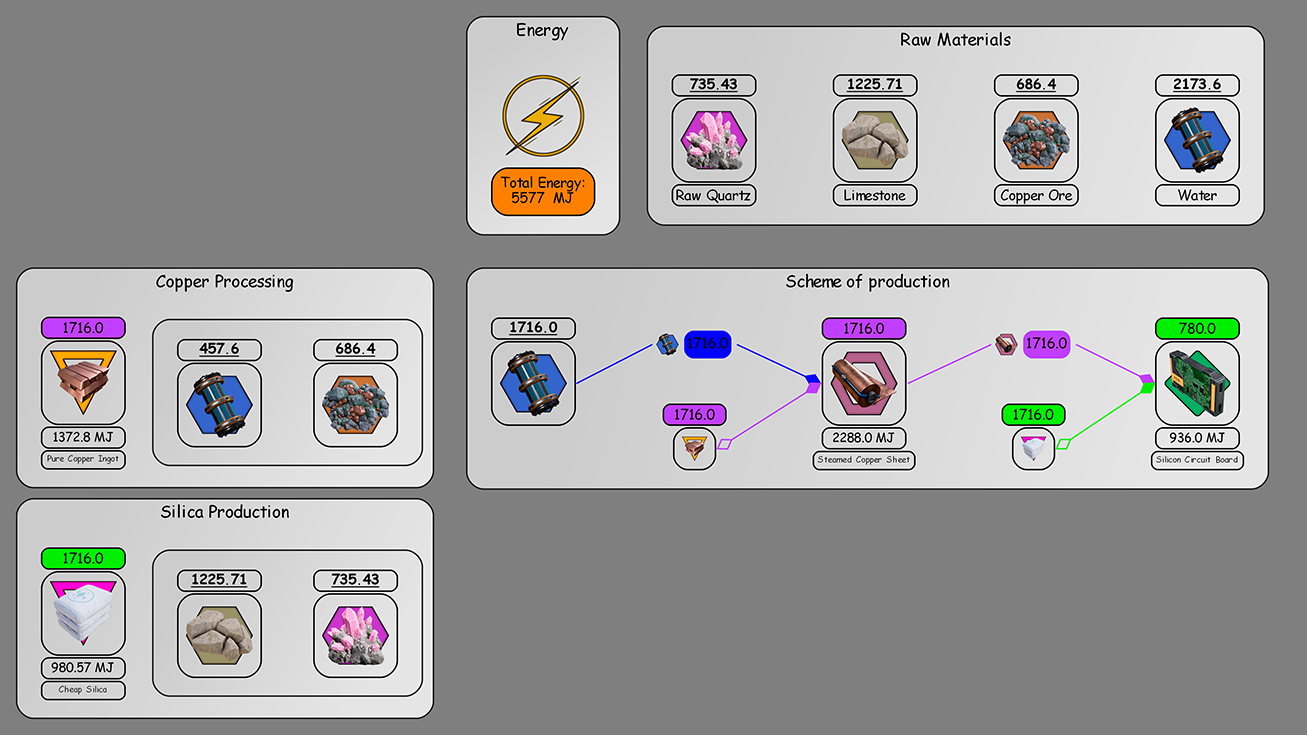 Energy
Total Energy:
5577 MJ
Raw Materials
735.43
1225.71
686.4
2173.6
Raw Quartz
Limestone
Copper Ore
Water
Copper Processing
1716.0
457.6
686.4
1372.8 MJ
Pure Copper Ingot
Scheme of production
1716.0
1716.0
1716.0
1716.0
1716.0
780.0
1716.0
2288.0 MJ
936.0 MJ
Steamed Copper Sheet
Silicon Circuit Board
Silica Production
1716.0
1225.71
735.43
980.57 MJ
Cheap Silica